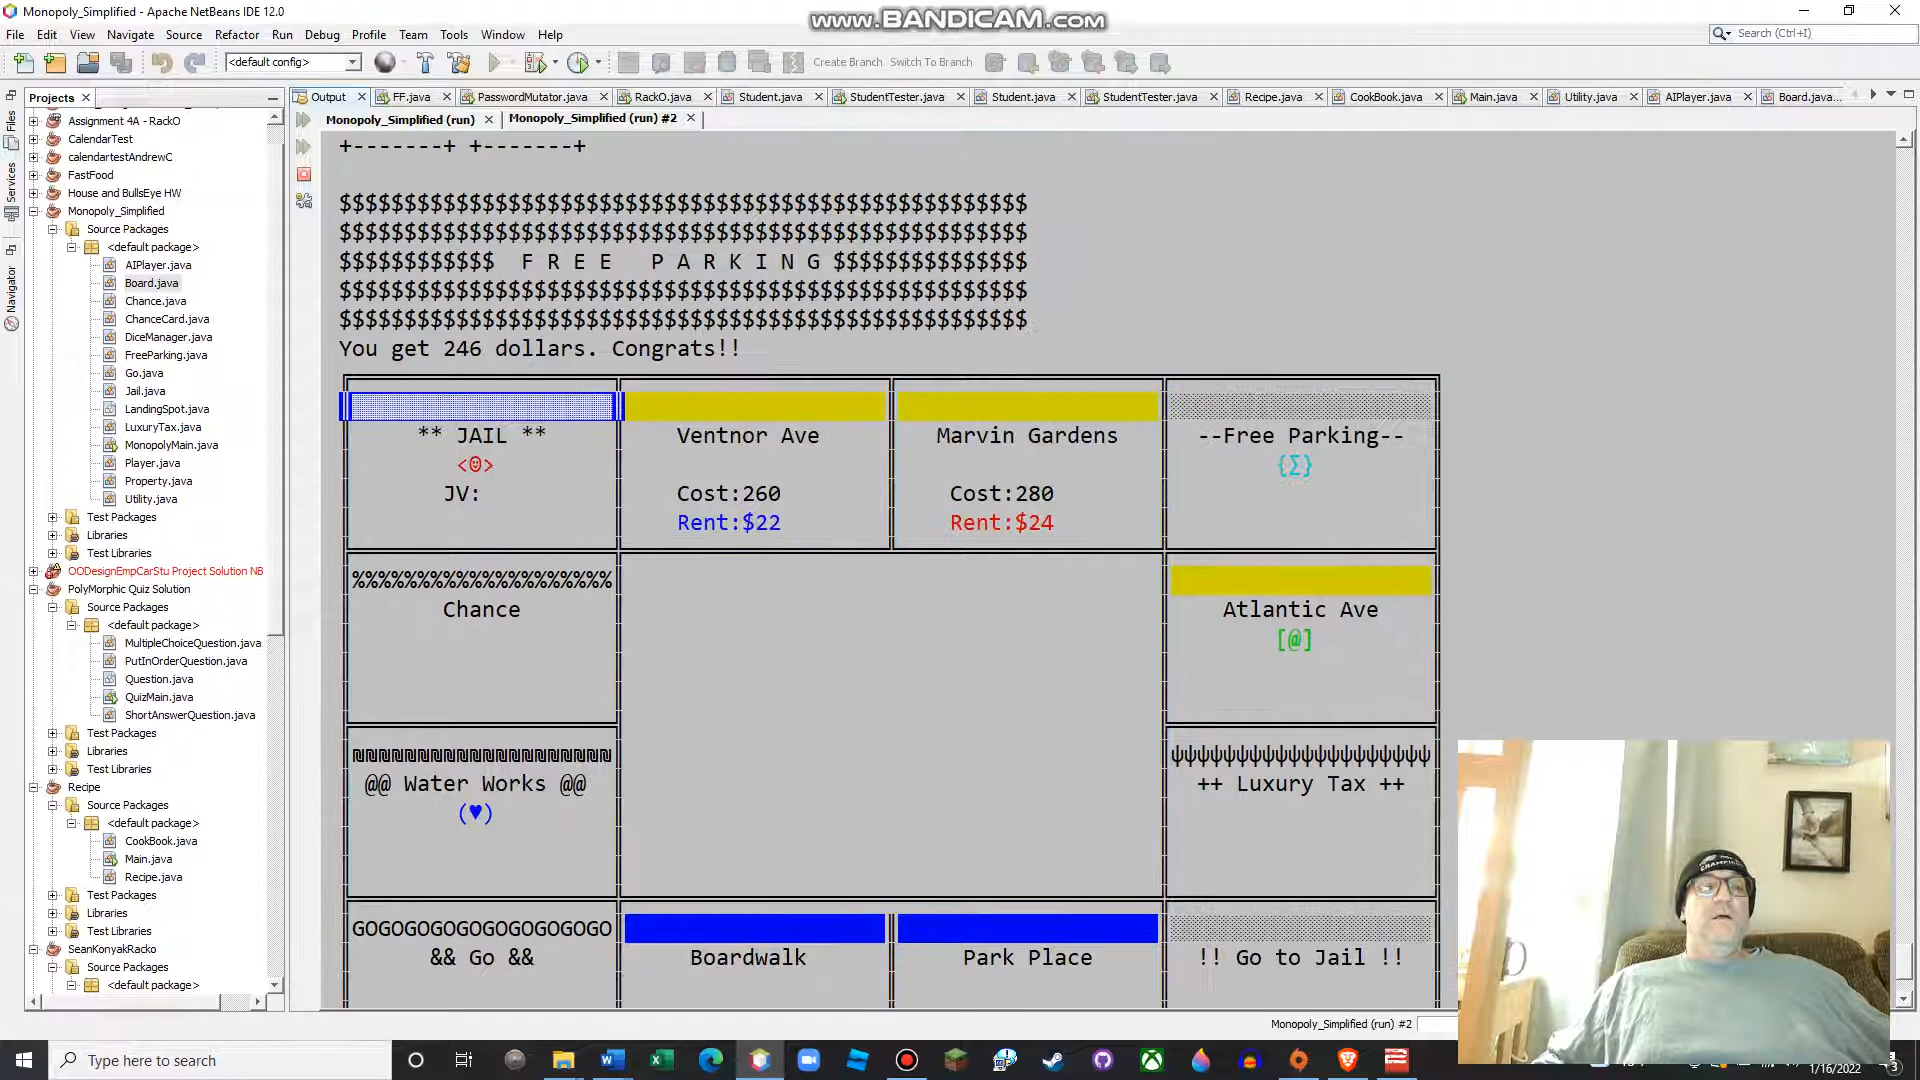 Monopoly_Simplified - Apache NetBeans IDE 12.0
www.BANDICAM.com
File Edit View Navigate Source Refactor Run Debug Profile Team Tools Window Help
Search (Ctrl+I)
<default config>
Create Branch Switch To Branch
Projects
Output FF.java PasswordMutator.java RackO.java Student.java StudentTester.java Student.java StudentTester.java Recipe.java CookBook.java Main.java Utility.java AIPlayer.java Board.java...
Monopoly_Simplified (run) Monopoly_Simplified (run) #2
Files
Services
Navigator
Assignment 4A - RackO
CalendarTest
calendartestAndrewC
FastFood
House and BullsEye HW
Monopoly_Simplified
Source Packages
<default package>
AIPlayer.java
Board.java
Chance.java
ChanceCard.java
DiceManager.java
FreeParking.java
Go.java
Jail.java
LandingSpot.java
LuxuryTax.java
MonopolyMain.java
Player.java
Property.java
Utility.java
Test Packages
Libraries
Test Libraries
OODesignEmpCarStu Project Solution NB
PolyMorphic Quiz Solution
Source Packages
<default package>
MultipleChoiceQuestion.java
PutInOrderQuestion.java
Question.java
QuizMain.java
ShortAnswerQuestion.java
Test Packages
Libraries
Test Libraries
Recipe
Source Packages
<default package>
CookBook.java
Main.java
Recipe.java
Test Packages
Libraries
Test Libraries
SeanKonyakRacko
Source Packages
<default package>
+-------+ +-------+
$$$$$$$$$$$$$$$$$$$$$$$$$$$$$$$$$$$$$$$$$$$$$$$$$$$$$
$$$$$$$$$$$$$$$$$$$$$$$$$$$$$$$$$$$$$$$$$$$$$$$$$$$$$
$$$$$$$$$$$$ F R E E   P A R K I N G $$$$$$$$$$$$$$$
$$$$$$$$$$$$$$$$$$$$$$$$$$$$$$$$$$$$$$$$$$$$$$$$$$$$$
$$$$$$$$$$$$$$$$$$$$$$$$$$$$$$$$$$$$$$$$$$$$$$$$$$$$$
You get 246 dollars. Congrats!!
** JAIL ** Ventnor Ave Marvin Gardens --Free Parking--
{Σ}
JV: Cost:260 Cost:280
Rent:$22 Rent:$24
%%%%%%%%%%%%%%%%%%%%
Chance Atlantic Ave
[@]
₪₪₪₪₪₪₪₪₪₪₪₪₪₪₪₪₪₪₪₪ ψψψψψψψψψψψψψψψψψψψψ
@@ Water Works @@ ++ Luxury Tax ++
(♥)
GOGOGOGOGOGOGOGOGOGO
&& Go && Boardwalk Park Place !! Go to Jail !!
Monopoly_Simplified (run) #2
Type here to search
1/16/2022
3